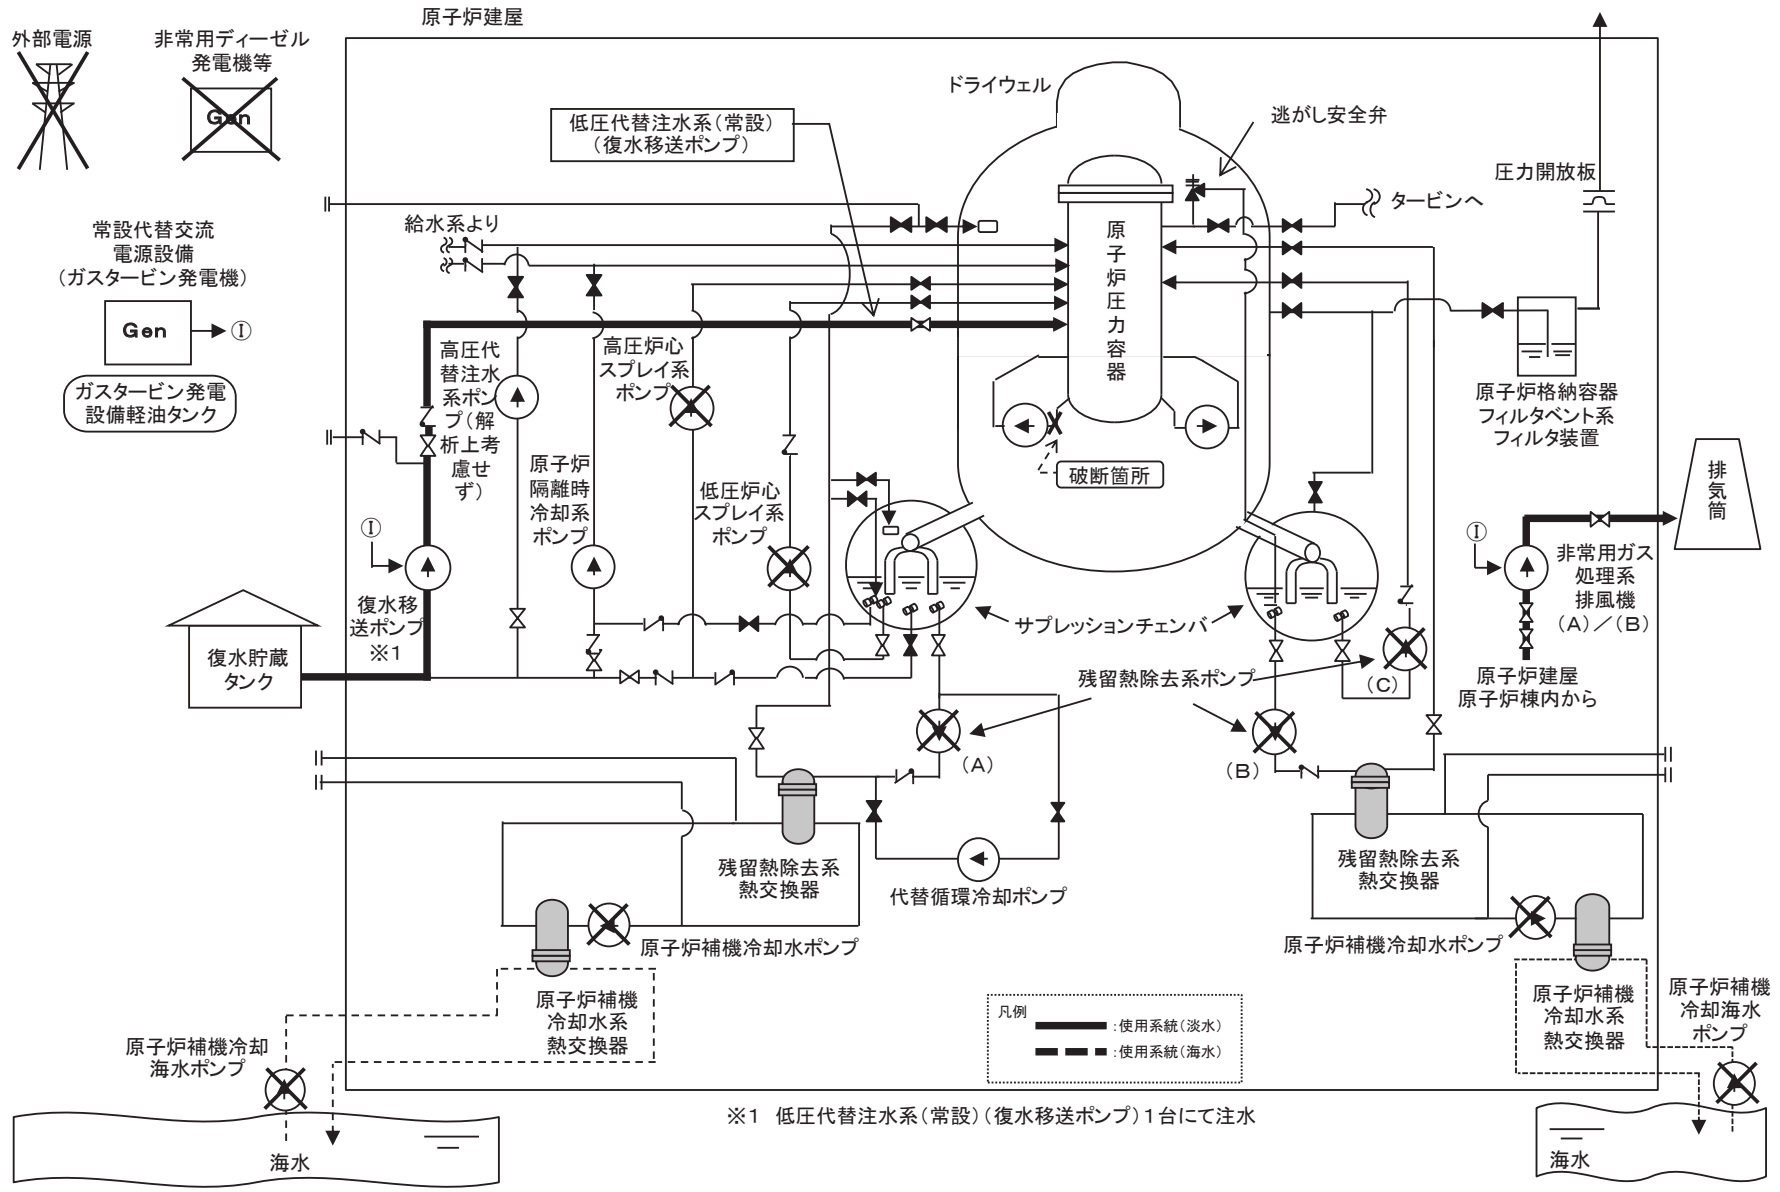 原子炉建屋
外部電源
非常用ディーゼル
発電機等
Gen
ドライウェル
低圧代替注水系(常設)
(復水移送ポンプ)
逃がし安全弁
圧力開放板
タービンへ
給水系より
常設代替交流
電源設備
(ガスタービン発電機)
Gen
Ⓘ
ガスタービン発電
設備軽油タンク
原子炉圧力容器
高圧代
替注水
系ポン
プ(解
析上考
慮せ
ず)
高圧炉心
スプレイ系
ポンプ
原子炉格納容器
フィルタベント系
フィルタ装置
破断箇所
原子炉
隔離時
冷却系
ポンプ
低圧炉心
スプレイ系
ポンプ
排気筒
Ⓘ
Ⓘ
非常用ガス
処理系
排風機
(A)/(B)
復水移
送ポンプ
※1
サプレッションチェンバ
復水貯蔵
タンク
残留熱除去系ポンプ
(C)
原子炉建屋
原子炉棟内から
(A)
(B)
残留熱除去系
熱交換器
代替循環冷却ポンプ
残留熱除去系
熱交換器
原子炉補機冷却水ポンプ
原子炉補機冷却水ポンプ
原子炉補機
冷却水系
熱交換器
原子炉補機
冷却水系
熱交換器
原子炉補機
冷却海水
ポンプ
原子炉補機冷却
海水ポンプ
凡例
:使用系統(淡水)
:使用系統(海水)
※1 低圧代替注水系(常設)(復水移送ポンプ)1台にて注水
海水
海水